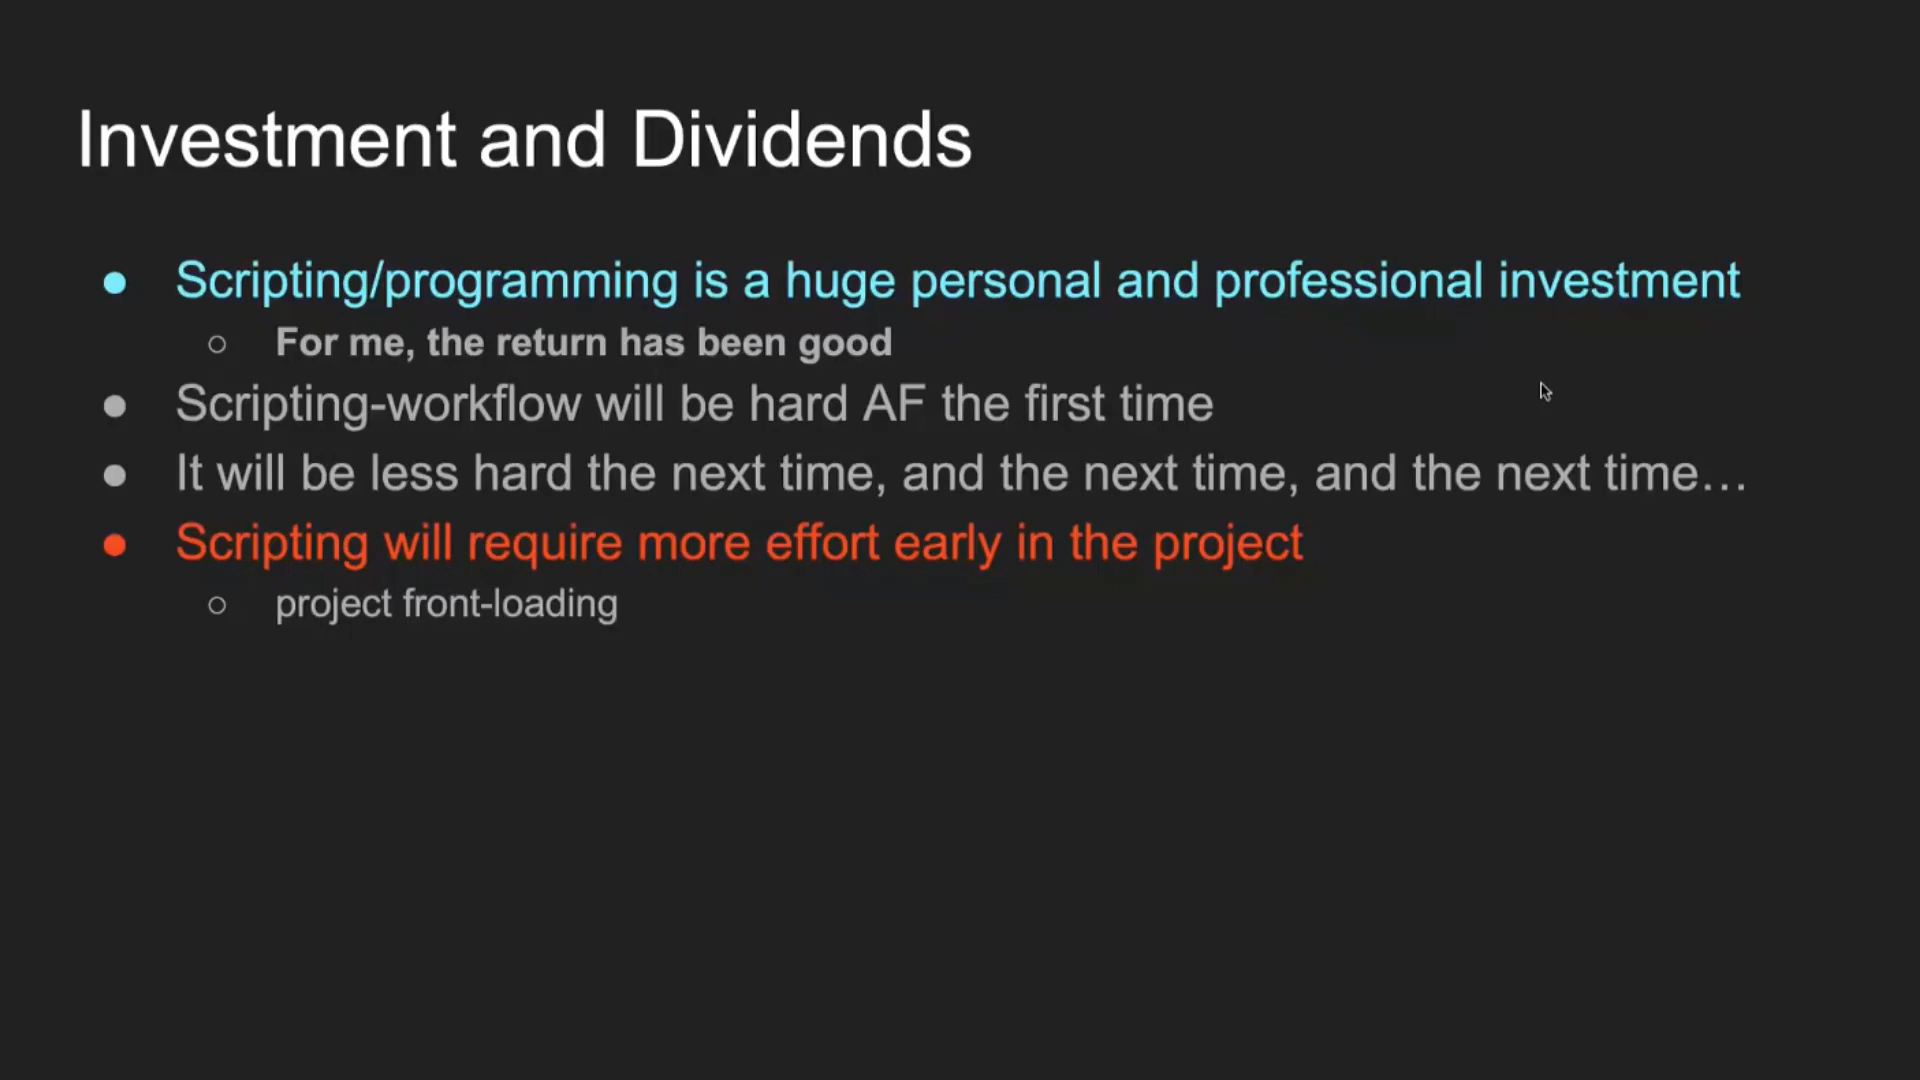 Investment and Dividends
● Scripting/programming is a huge personal and professional investment
○ For me, the return has been good
● Scripting-workflow will be hard AF the first time
● It will be less hard the next time, and the next time, and the next time…
● Scripting will require more effort early in the project
○ project front-loading